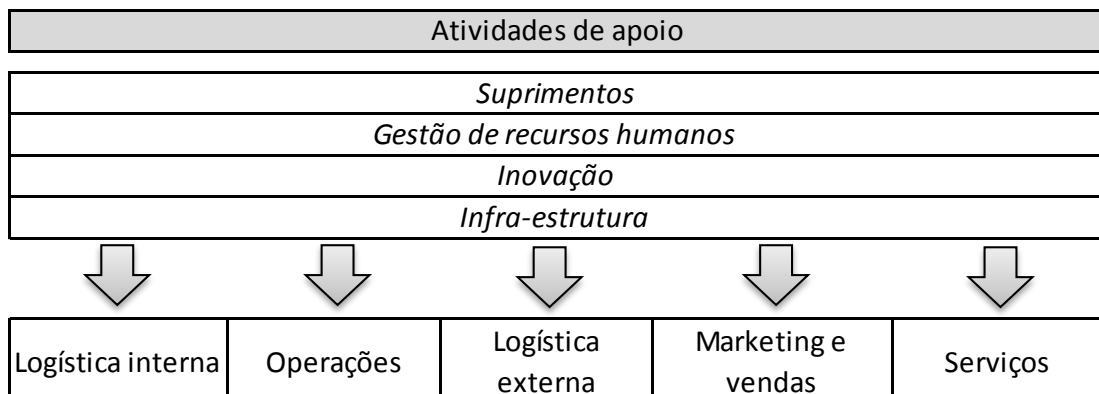 Atividades de apoio
Suprimentos
Gestão de recursos humanos
Inovação
Infra-estrutura
Logística interna
Operações
Logística
externa
Marketing e
vendas
Serviços